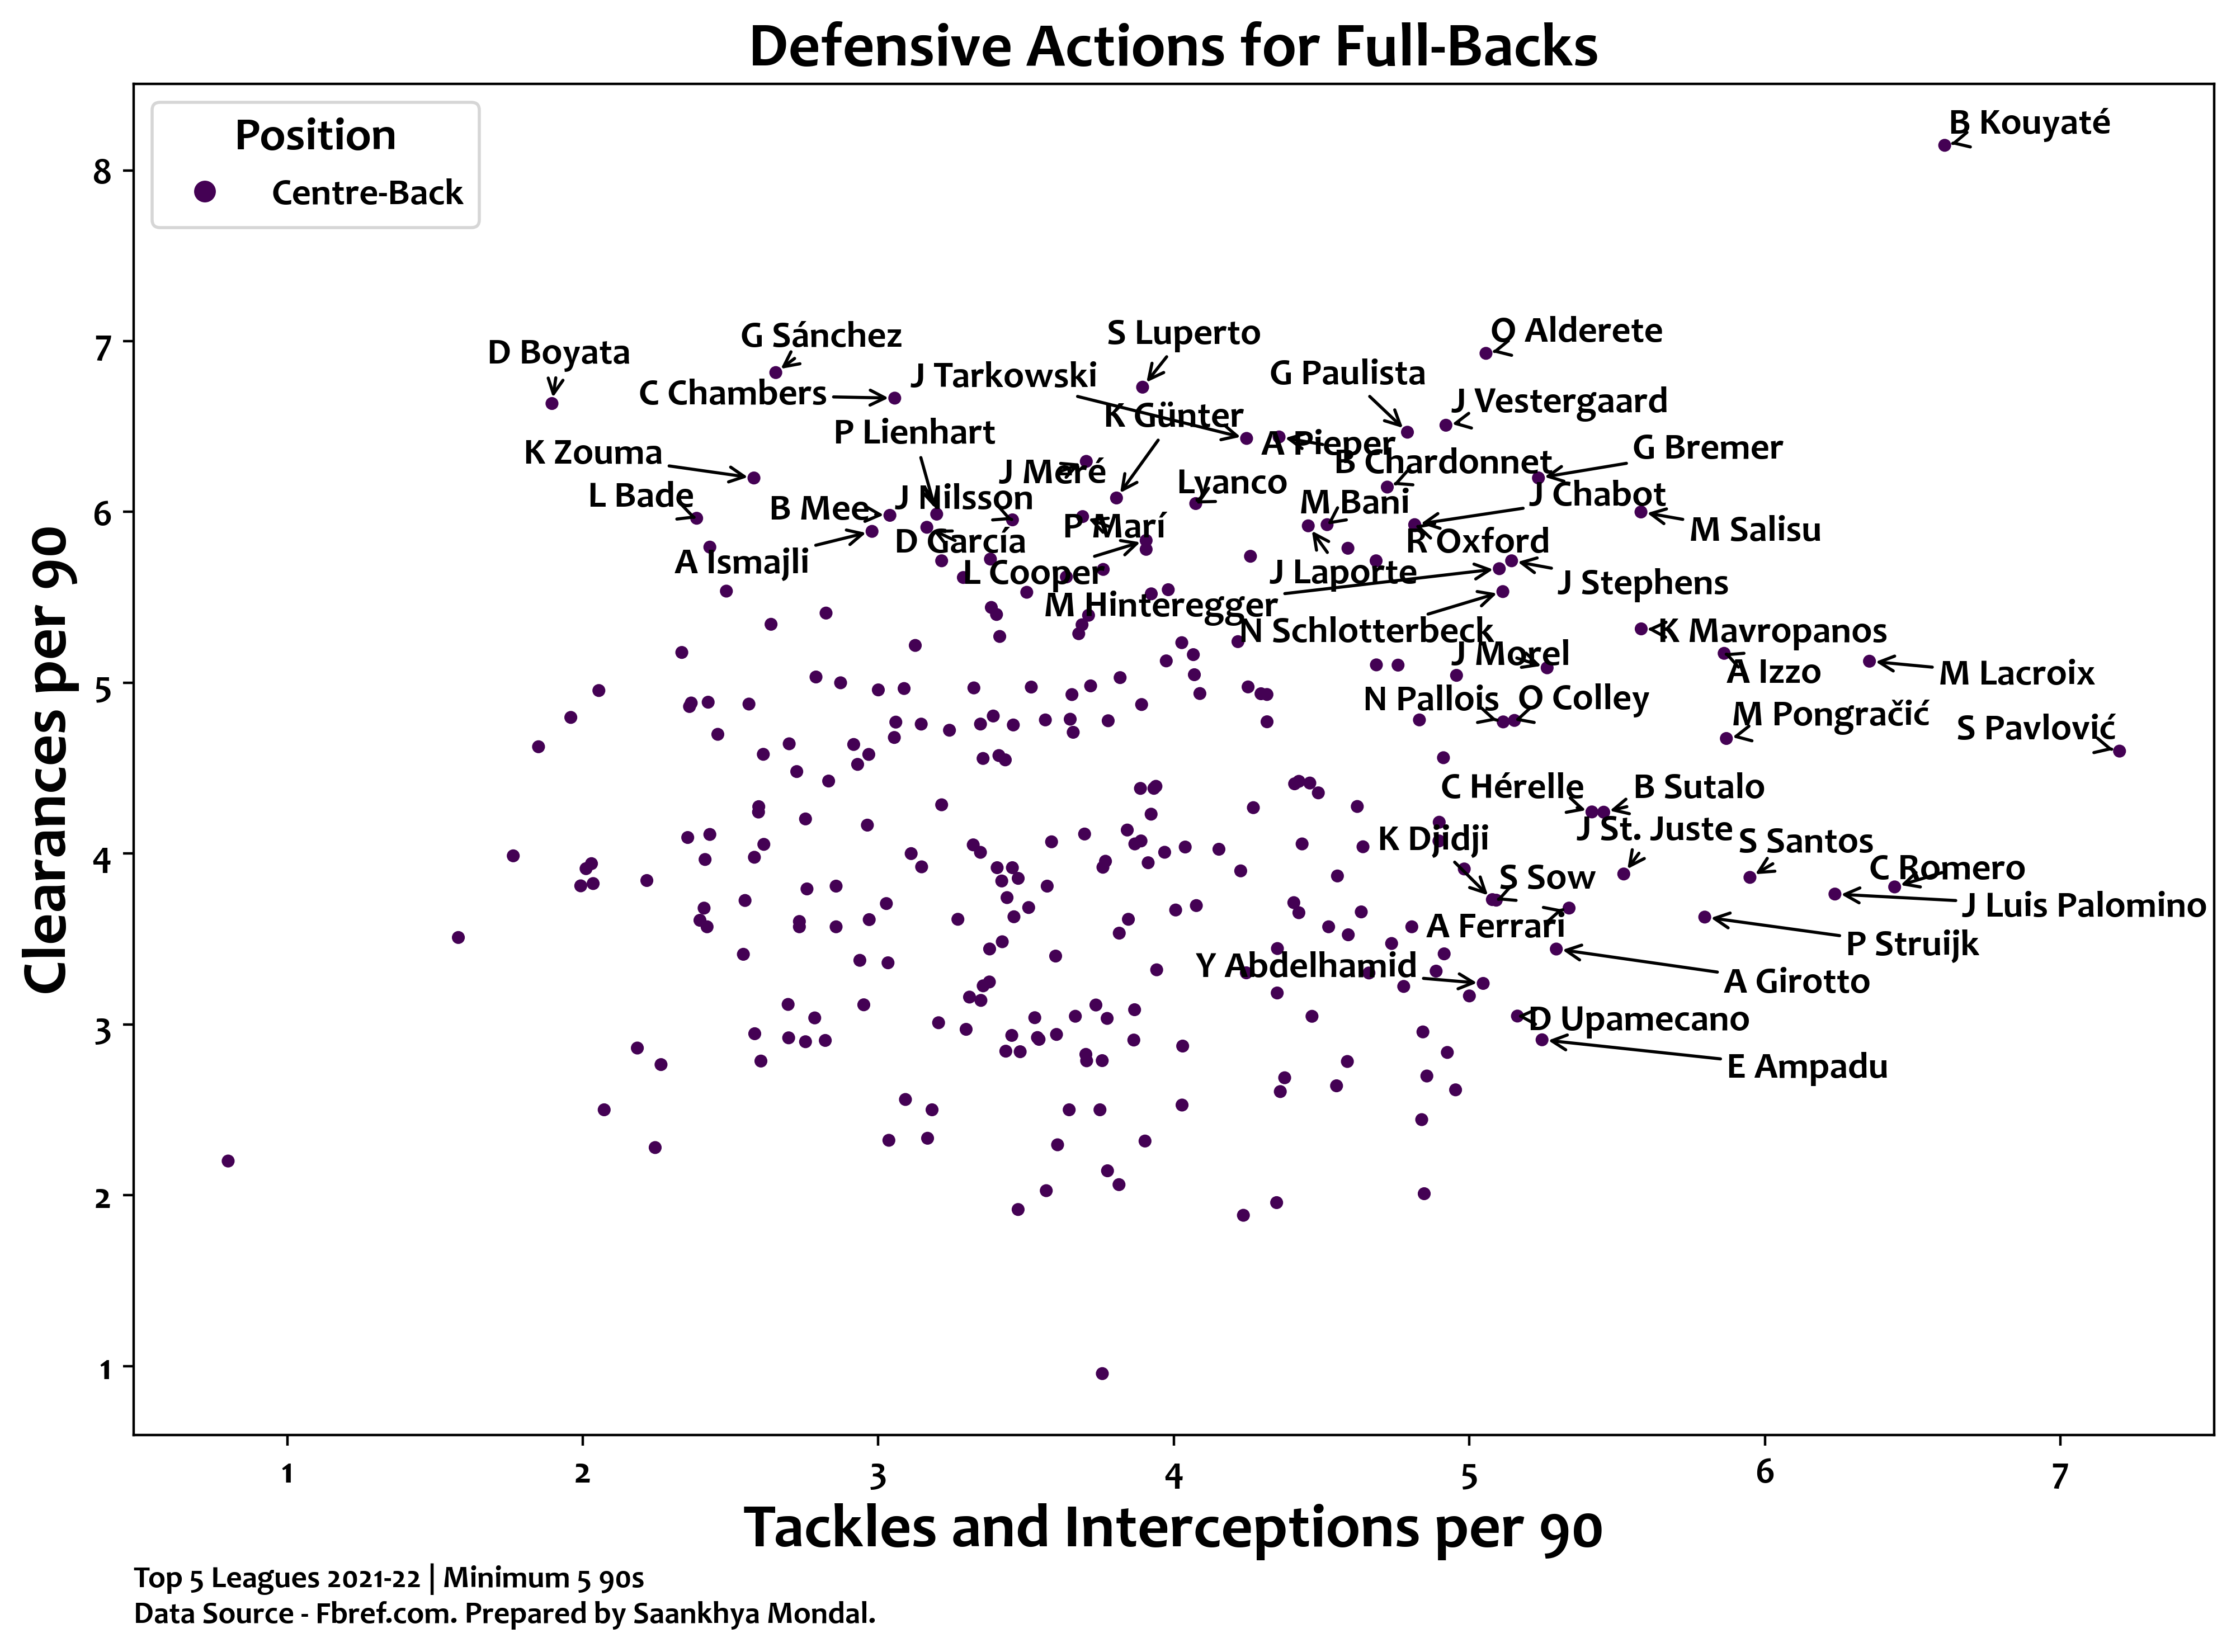 Defensive Actions for Full-Backs
Position
Centre-Back
B Kouyaté
G Sánchez
S Luperto
O Alderete
D Boyata
J Tarkowski
G Paulista
C Chambers
J Vestergaard
K Günter
P Lienhart
A Pieper
G Bremer
K Zouma
J Meré
B Chardonnet
L Bade
B Mee
J Nilsson
Lyanco
M Bani
J Chabot
P Marí
M Salisu
A Ismajli
D García
R Oxford
L Cooper
J Laporte
J Stephens
M Hinteregger
N Schlotterbeck
K Mavropanos
J Morel
A Izzo
M Lacroix
N Pallois
O Colley
M Pongračić
S Pavlović
C Hérelle
B Sutalo
K Djidji
J St. Juste
S Santos
C Romero
S Sow
J Luis Palomino
A Ferrari
P Struijk
Y Abdelhamid
A Girotto
D Upamecano
E Ampadu
8
7
6
5
4
3
2
1
Clearances per 90
1 2 3 4 5 6 7
Tackles and Interceptions per 90
Top 5 Leagues 2021-22 | Minimum 5 90s
Data Source - Fbref.com. Prepared by Saankhya Mondal.